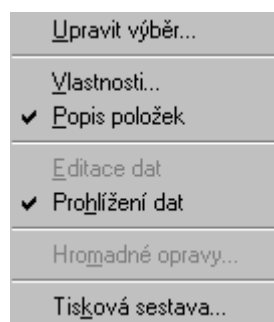 Upravit výběr...
Vlastnosti...
Popis položek
Editace dat
Prohlížení dat
Hromadné opravy...
Tisková sestava...